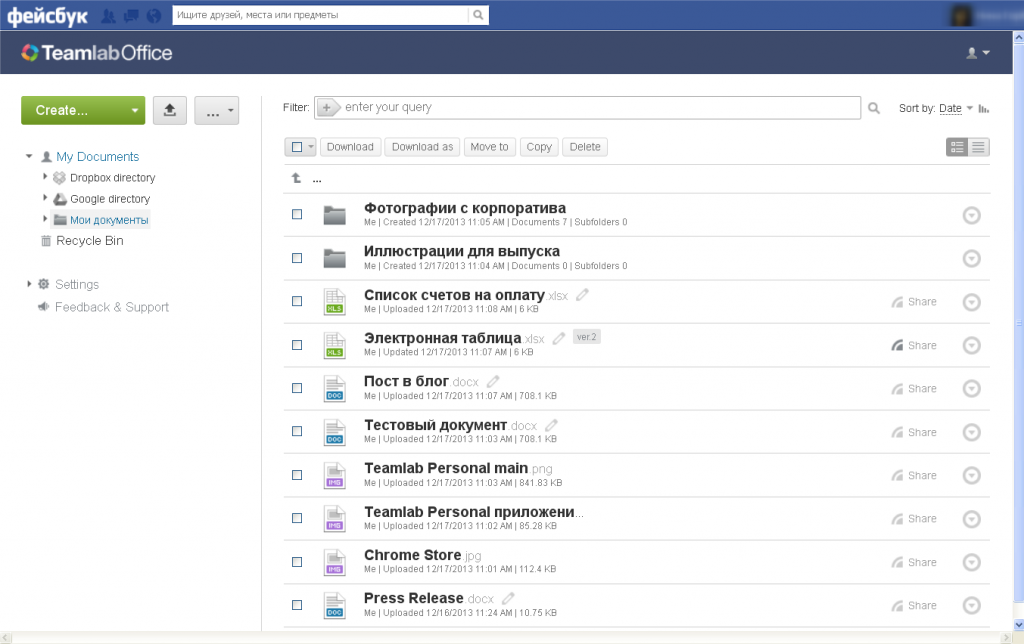 фейсбук
Ищите друзей, места или предметы
TeamlabOffice
Create...
...
Filter:
enter your query
Sort by: Date
Download
Download as
Move to
Copy
Delete
My Documents
Dropbox directory
Google directory
Мои документы
Recycle Bin
Settings
Feedback & Support
...
Фотографии с корпоратива
Me | Created 12/17/2013 11:05 AM | Documents 7 | Subfolders 0
Иллюстрации для выпуска
Me | Created 12/17/2013 11:04 AM | Documents 0 | Subfolders 0
XLS
Список счетов на оплату.xlsx
Me | Uploaded 12/17/2013 11:08 AM | 6 KB
Share
XLS
Электронная таблица.xlsx ver.2
Me | Updated 12/17/2013 11:07 AM | 6 KB
Share
DOC
Пост в блог.docx
Me | Uploaded 12/17/2013 11:07 AM | 708.1 KB
Share
DOC
Тестовый документ.docx
Me | Uploaded 12/17/2013 11:03 AM | 708.1 KB
Share
IMG
Teamlab Personal main.png
Me | Uploaded 12/17/2013 11:03 AM | 841.83 KB
Share
IMG
Teamlab Personal приложени...
Me | Uploaded 12/17/2013 11:02 AM | 85.28 KB
Share
IMG
Chrome Store.jpg
Me | Uploaded 12/17/2013 11:01 AM | 112.4 KB
Share
DOC
Press Release.docx
Me | Uploaded 12/16/2013 11:24 AM | 10.75 KB
Share